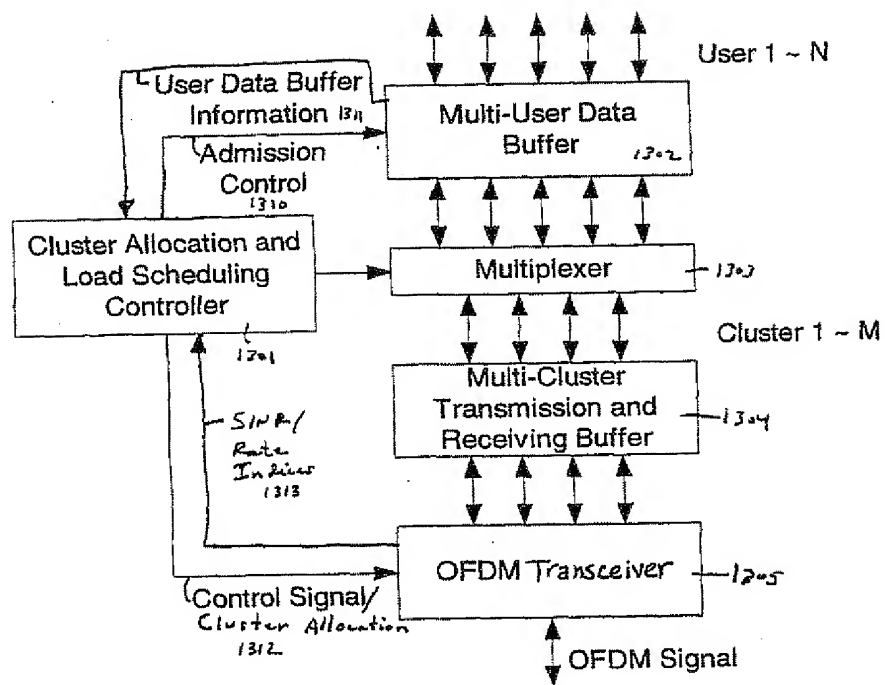 User 1 ~ N
User Data Buffer
Information 1311
Multi-User Data
Buffer
1302
Admission
Control
1310
Cluster Allocation and
Load Scheduling
Controller
1301
Multiplexer
1303
Cluster 1 ~ M
Multi-Cluster
Transmission and
Receiving Buffer
1304
SINR/
Rate
Indices
1313
OFDM Transceiver
1305
Control Signal/
Cluster Allocation
1312
OFDM Signal